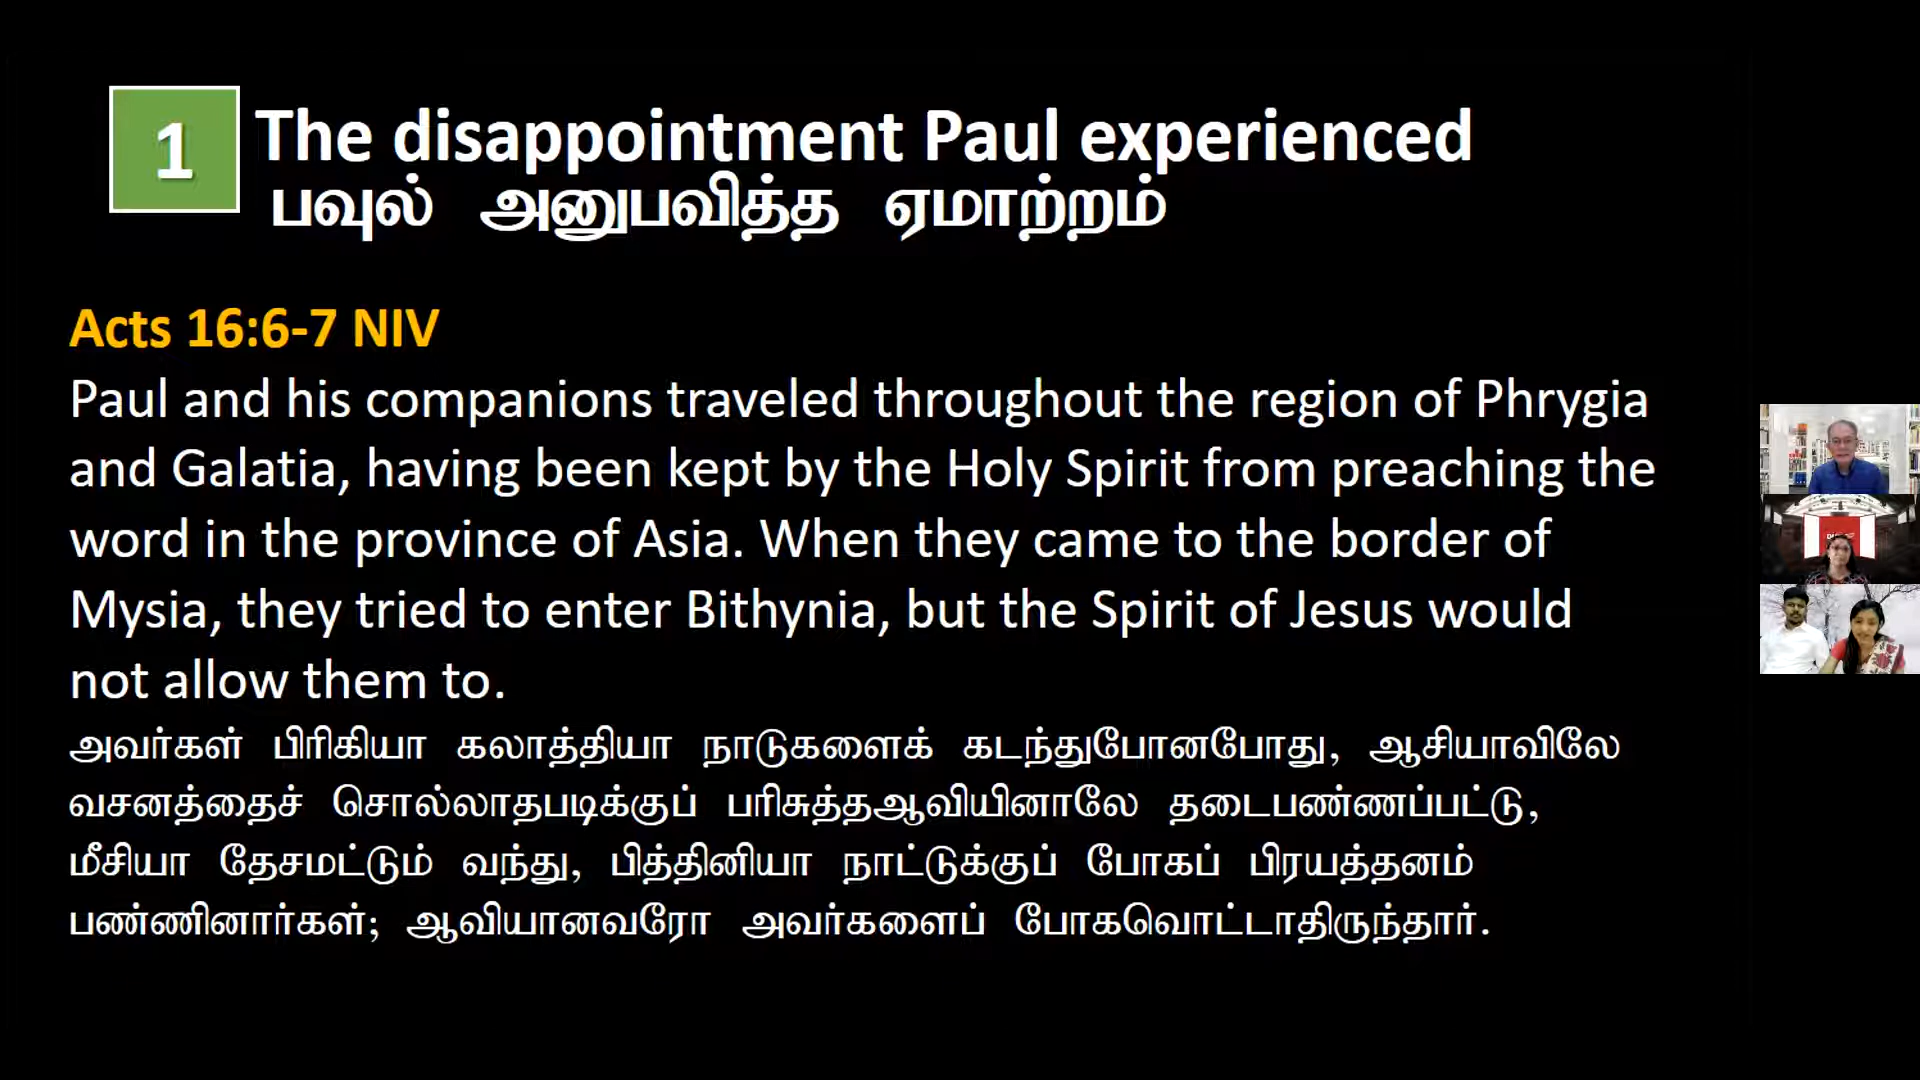 1
The disappointment Paul experienced
பவுல் அனுபவித்த ஏமாற்றம்
Acts 16:6-7 NIV
Paul and his companions traveled throughout the region of Phrygia
and Galatia, having been kept by the Holy Spirit from preaching the
word in the province of Asia. When they came to the border of
Mysia, they tried to enter Bithynia, but the Spirit of Jesus would
not allow them to.
அவர்கள் பிரிகியா கலாத்தியா நாடுகளைக் கடந்துபோனபோது, ஆசியாவிலே
வசனத்தைச் சொல்லாதபடிக்குப் பரிசுத்தஆவியினாலே தடைபண்ணப்பட்டு,
மீசியா தேசமட்டும் வந்து, பித்தினியா நாட்டுக்குப் போகப் பிரயத்தனம்
பண்ணினார்கள்; ஆவியானவரோ அவர்களைப் போகவொட்டாதிருந்தார்.